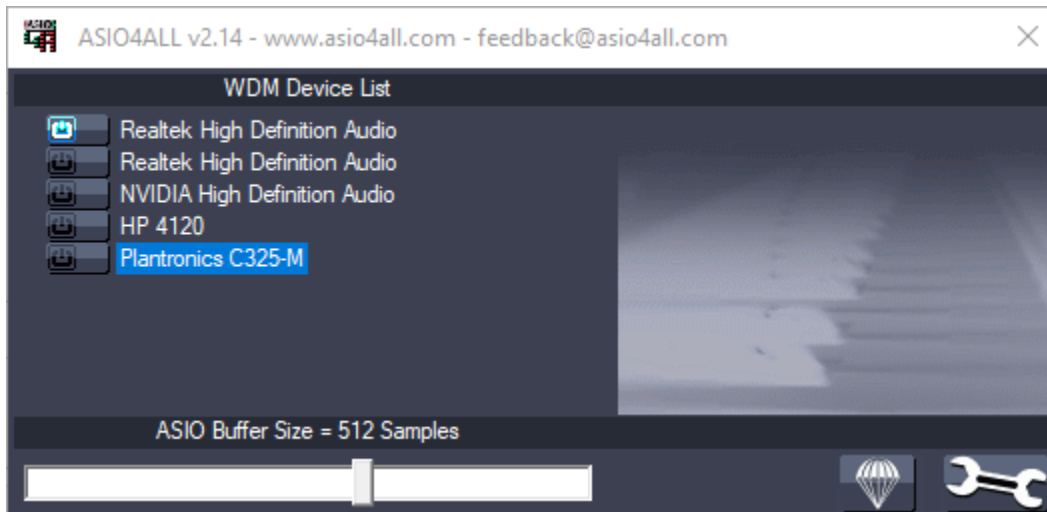 ASIO4ALL v2.14 - www.asio4all.com - feedback@asio4all.com
WDM Device List
Realtek High Definition Audio
Realtek High Definition Audio
NVIDIA High Definition Audio
HP 4120
Plantronics C325-M
ASIO Buffer Size = 512 Samples